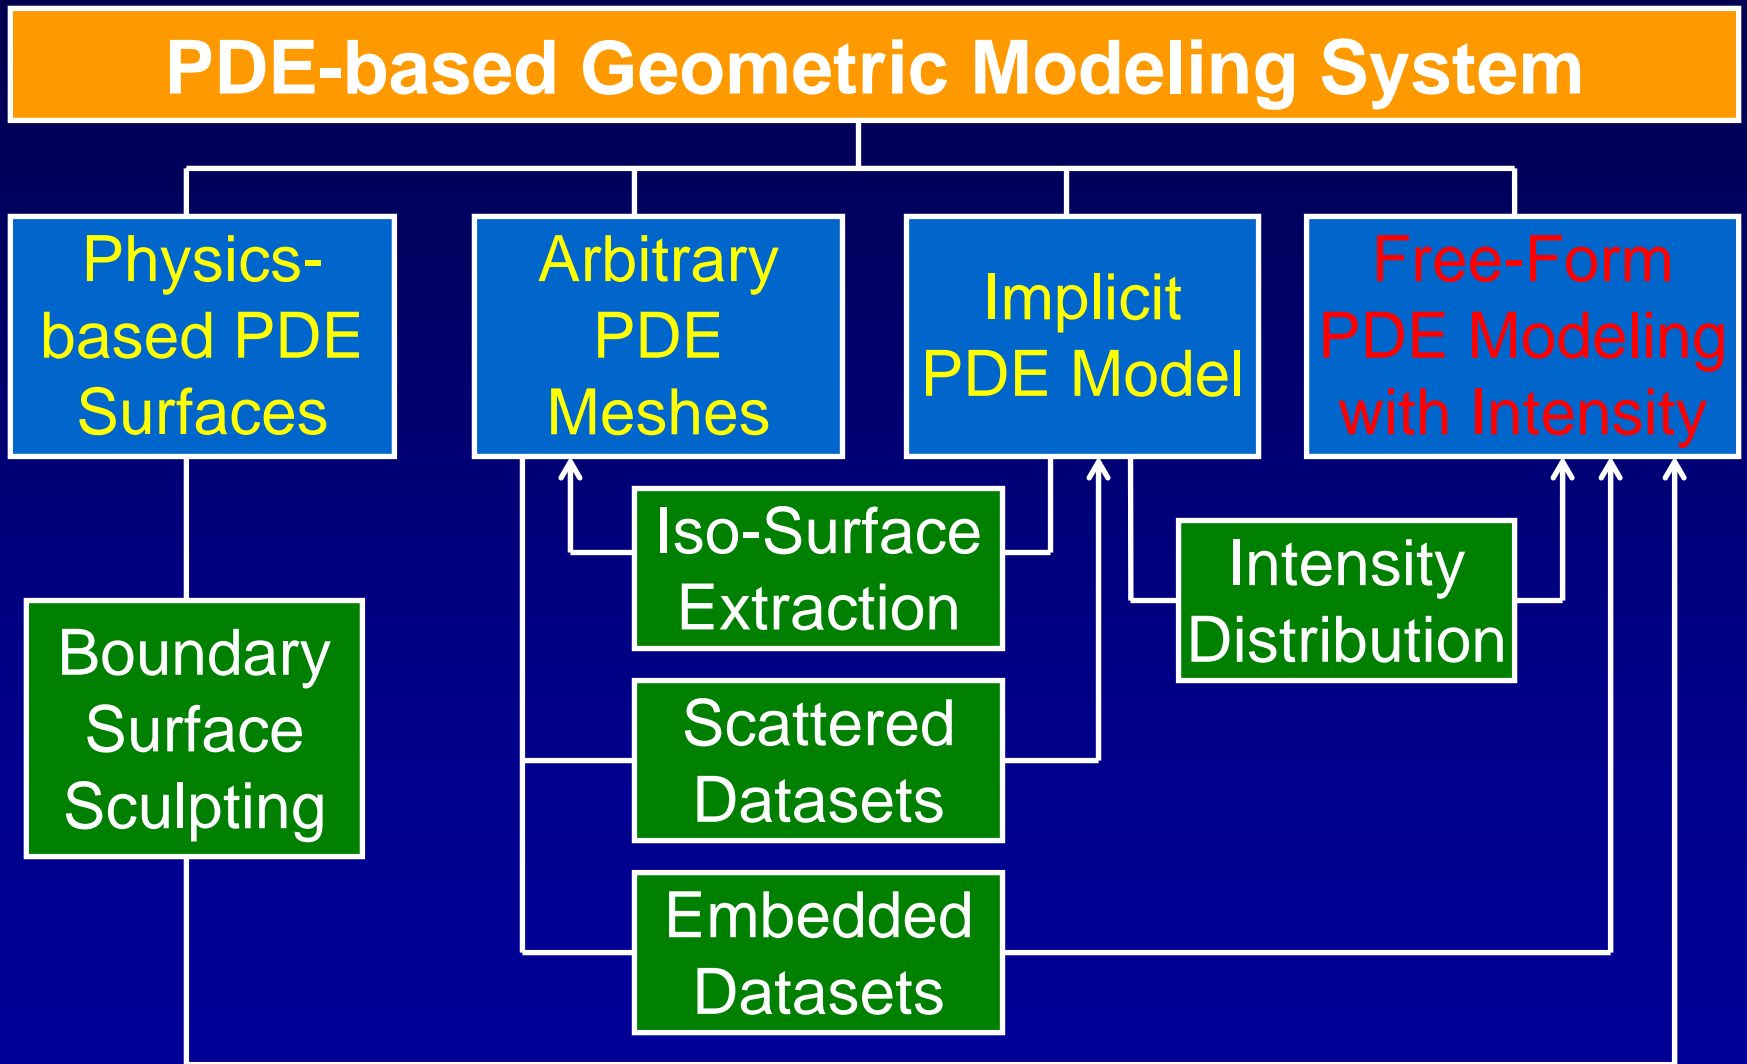 PDE-based Geometric Modeling System
Physics-
based PDE
Surfaces
Arbitrary
PDE
Meshes
Implicit
PDE Model
Free-Form
PDE Modeling
with Intensity
Iso-Surface
Extraction
Intensity
Distribution
Boundary
Surface
Sculpting
Scattered
Datasets
Embedded
Datasets